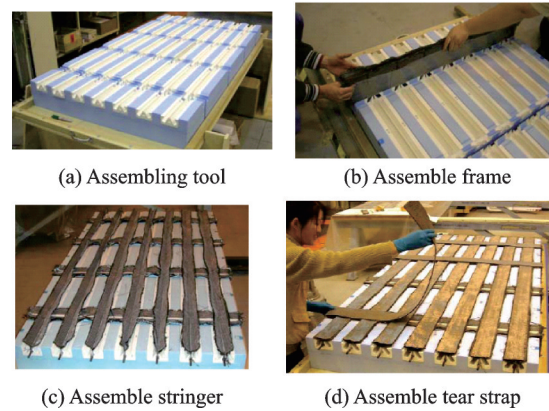 (a) Assembling tool
(b) Assemble frame
(c) Assemble stringer
(d) Assemble tear strap